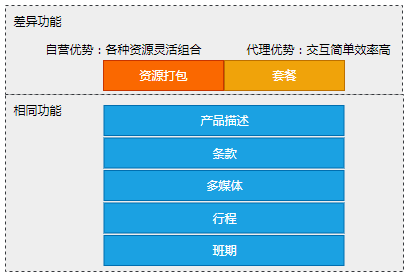 差异功能
自营优势：各种资源灵活组合 代理优势：交互简单效率高
资源打包 套餐
相同功能
产品描述
条款
多媒体
行程
班期